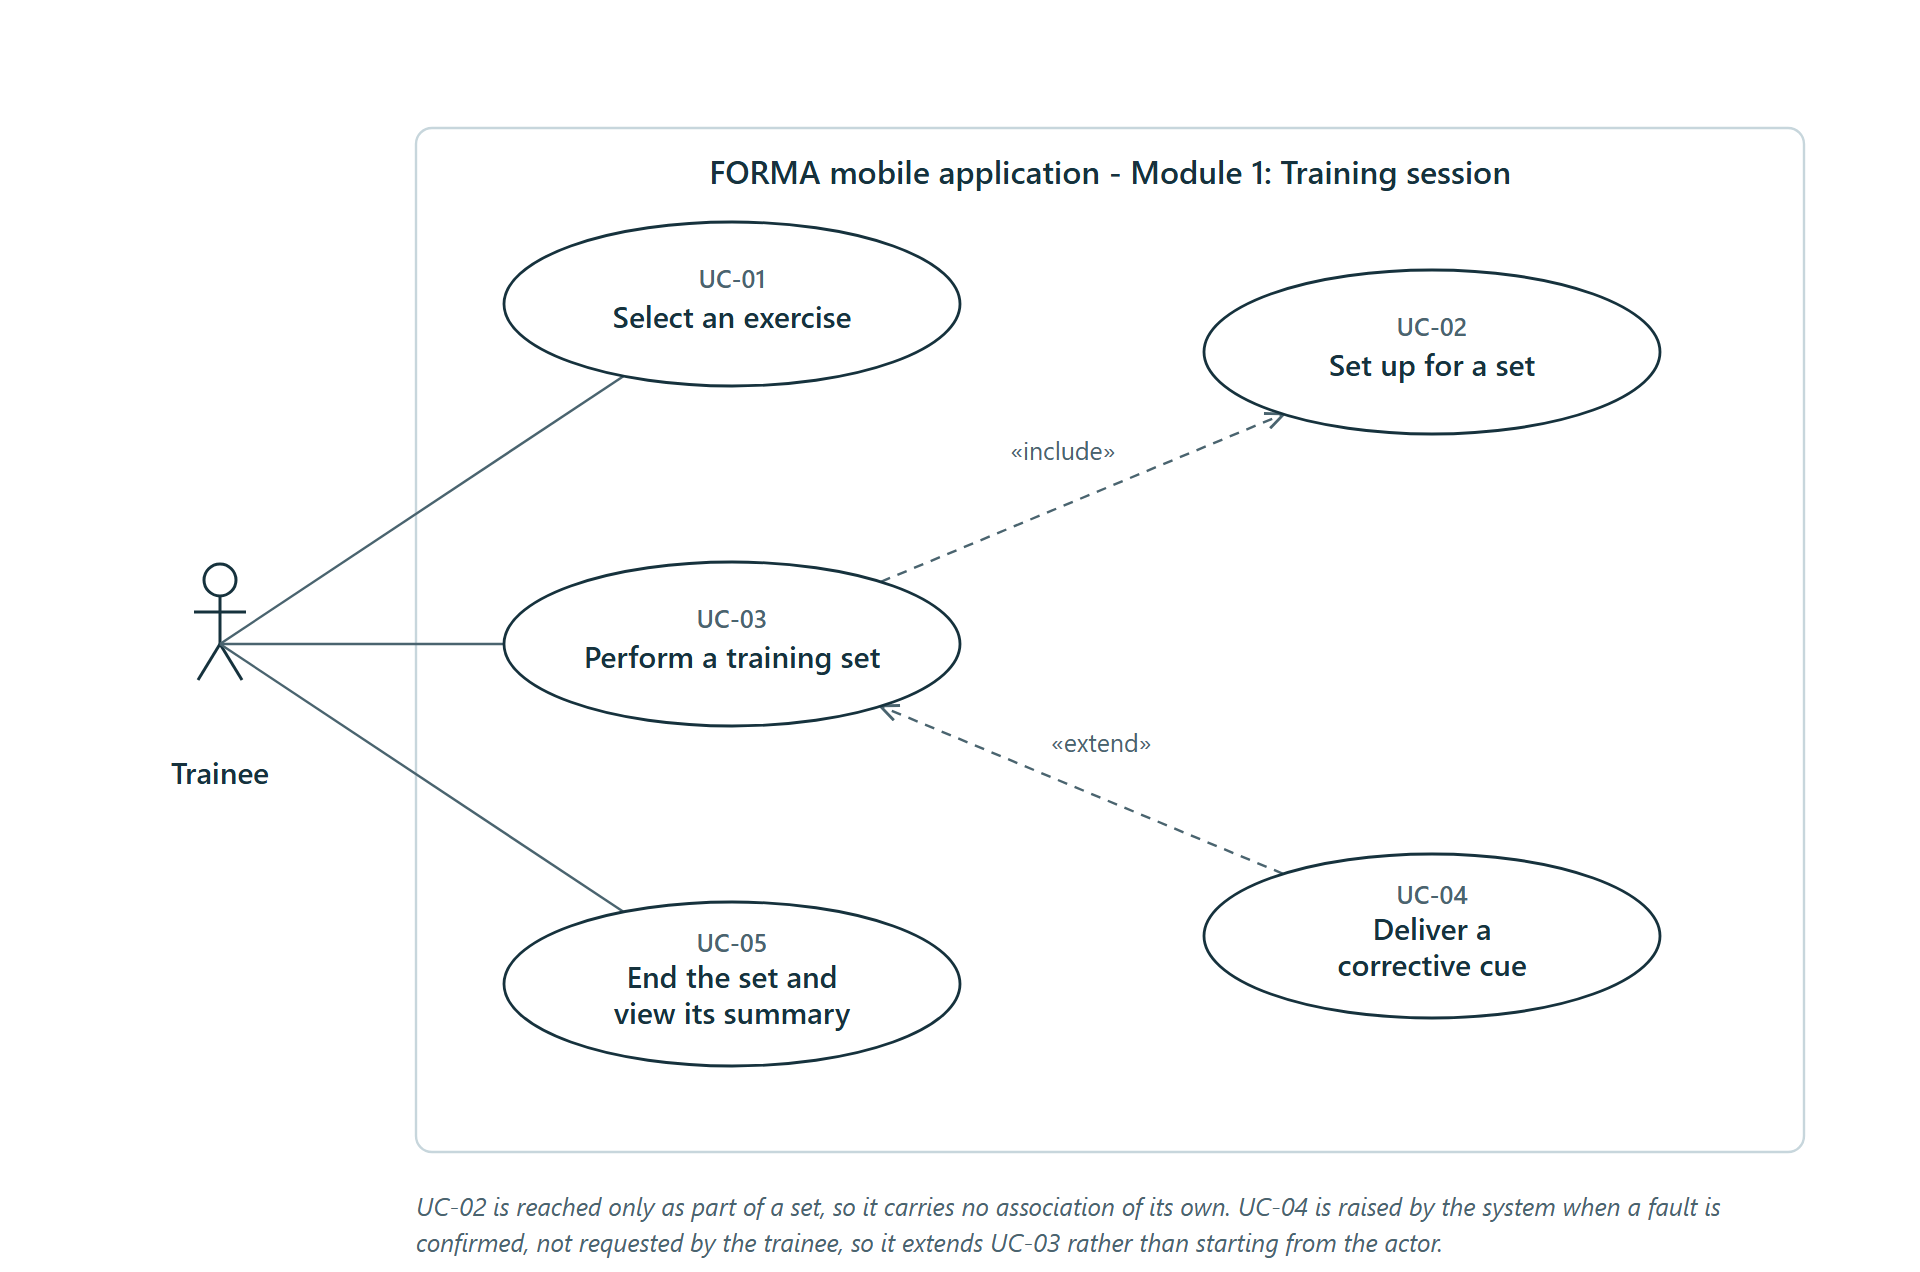 FORMA mobile application - Module 1: Training session
UC-01
Select an exercise
UC-02
Set up for a set
«include»
UC-03
Perform a training set
«extend»
Trainee
UC-04
Deliver a
corrective cue
UC-05
End the set and
view its summary
UC-02 is reached only as part of a set, so it carries no association of its own. UC-04 is raised by the system when a fault is
confirmed, not requested by the trainee, so it extends UC-03 rather than starting from the actor.